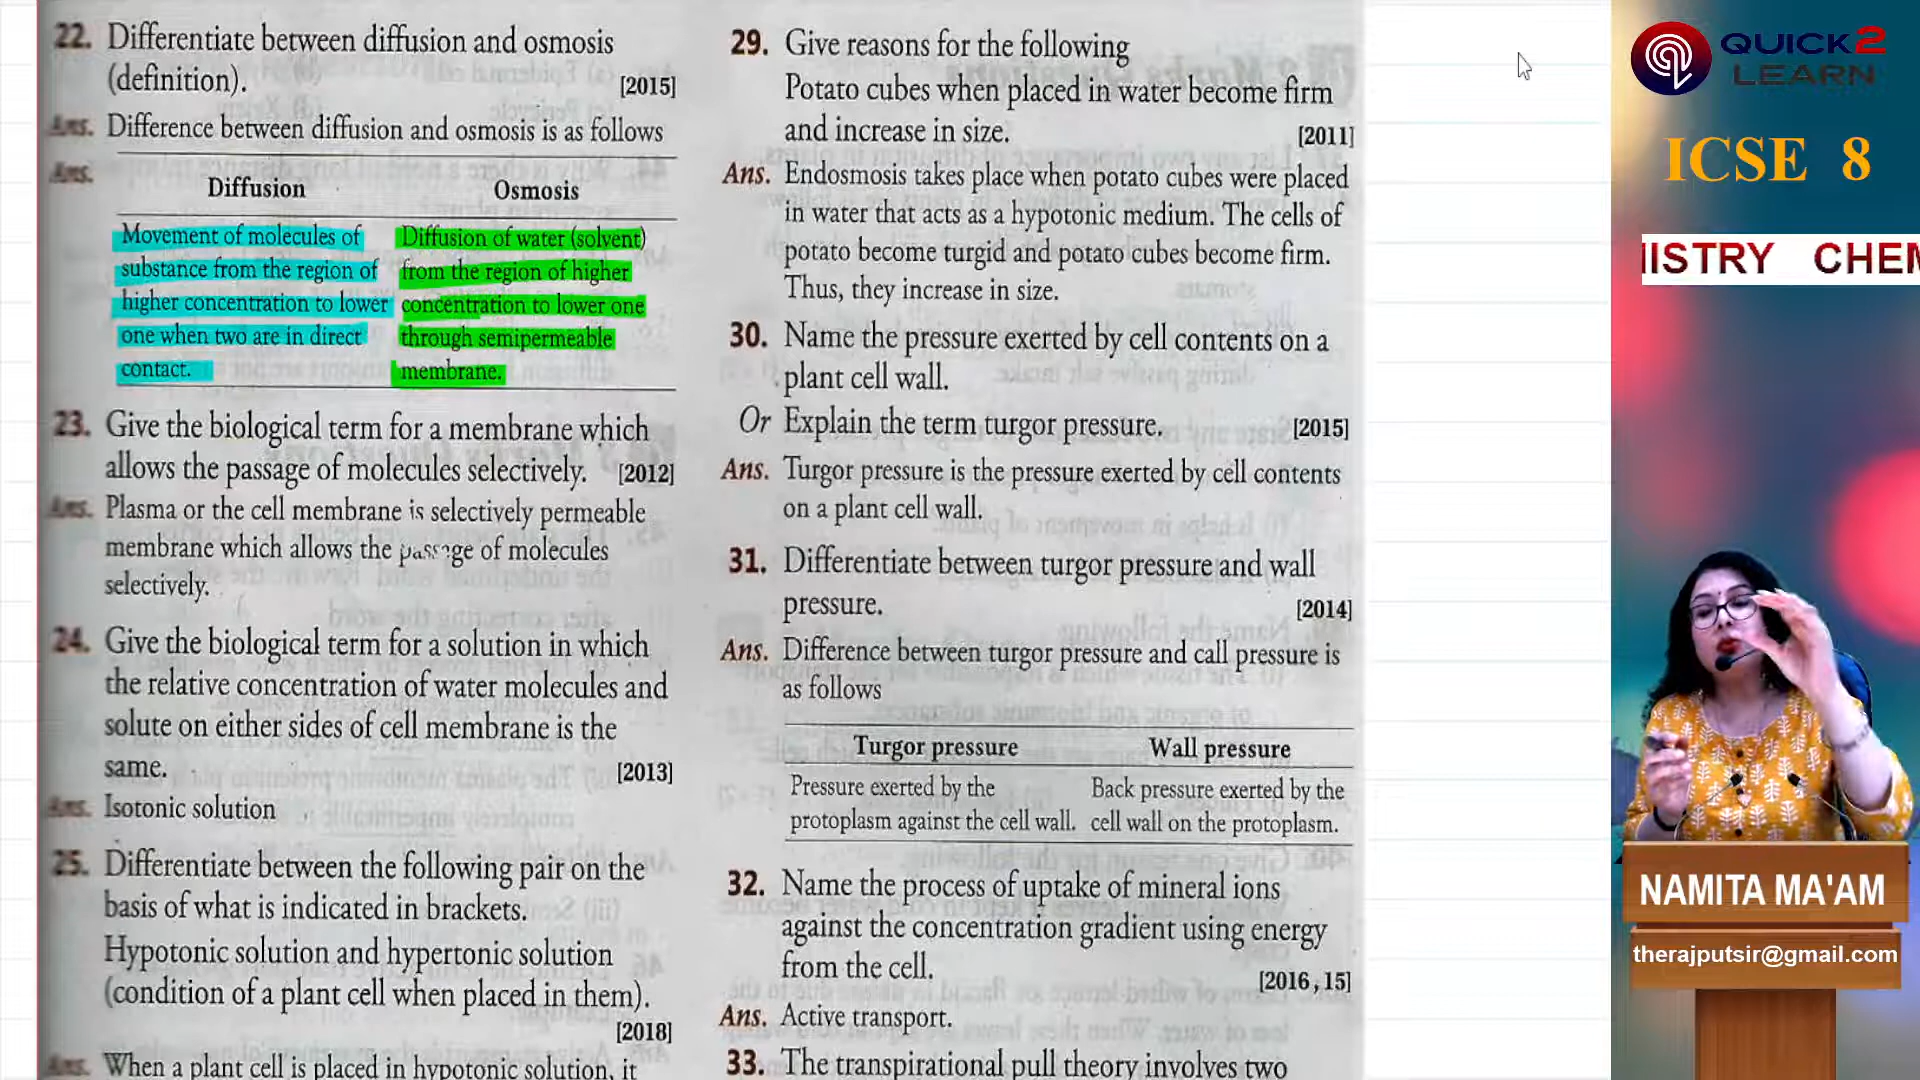 22. Differentiate between diffusion and osmosis
(definition). [2015]
Ans. Difference between diffusion and osmosis is as follows
Ans.
Diffusion Osmosis
Movement of molecules of
substance from the region of
higher concentration to lower
one when two are in direct
contact.
Diffusion of water (solvent)
from the region of higher
concentration to lower one
through semipermeable
membrane.
23. Give the biological term for a membrane which
allows the passage of molecules selectively. [2012]
Ans. Plasma or the cell membrane is selectively permeable
membrane which allows the passage of molecules
selectively.
24. Give the biological term for a solution in which
the relative concentration of water molecules and
solute on either sides of cell membrane is the
same. [2013]
Ans. Isotonic solution
25. Differentiate between the following pair on the
basis of what is indicated in brackets.
Hypotonic solution and hypertonic solution
(condition of a plant cell when placed in them).
[2018]
Ans. When a plant cell is placed in hypotonic solution, it
29. Give reasons for the following
Potato cubes when placed in water become firm
and increase in size. [2011]
Ans. Endosmosis takes place when potato cubes were placed
in water that acts as a hypotonic medium. The cells of
potato become turgid and potato cubes become firm.
Thus, they increase in size.
30. Name the pressure exerted by cell contents on a
plant cell wall.
Or Explain the term turgor pressure. [2015]
Ans. Turgor pressure is the pressure exerted by cell contents
on a plant cell wall.
31. Differentiate between turgor pressure and wall
pressure. [2014]
Ans. Difference between turgor pressure and call pressure is
as follows
Turgor pressure Wall pressure
Pressure exerted by the
protoplasm against the cell wall.
Back pressure exerted by the
cell wall on the protoplasm.
32. Name the process of uptake of mineral ions
against the concentration gradient using energy
from the cell. [2016, 15]
Ans. Active transport.
33. The transpirational pull theory involves two
QUICK2
LEARN
ICSE 8
ISTRY CHEM
NAMITA MA'AM
therajputsir@gmail.com